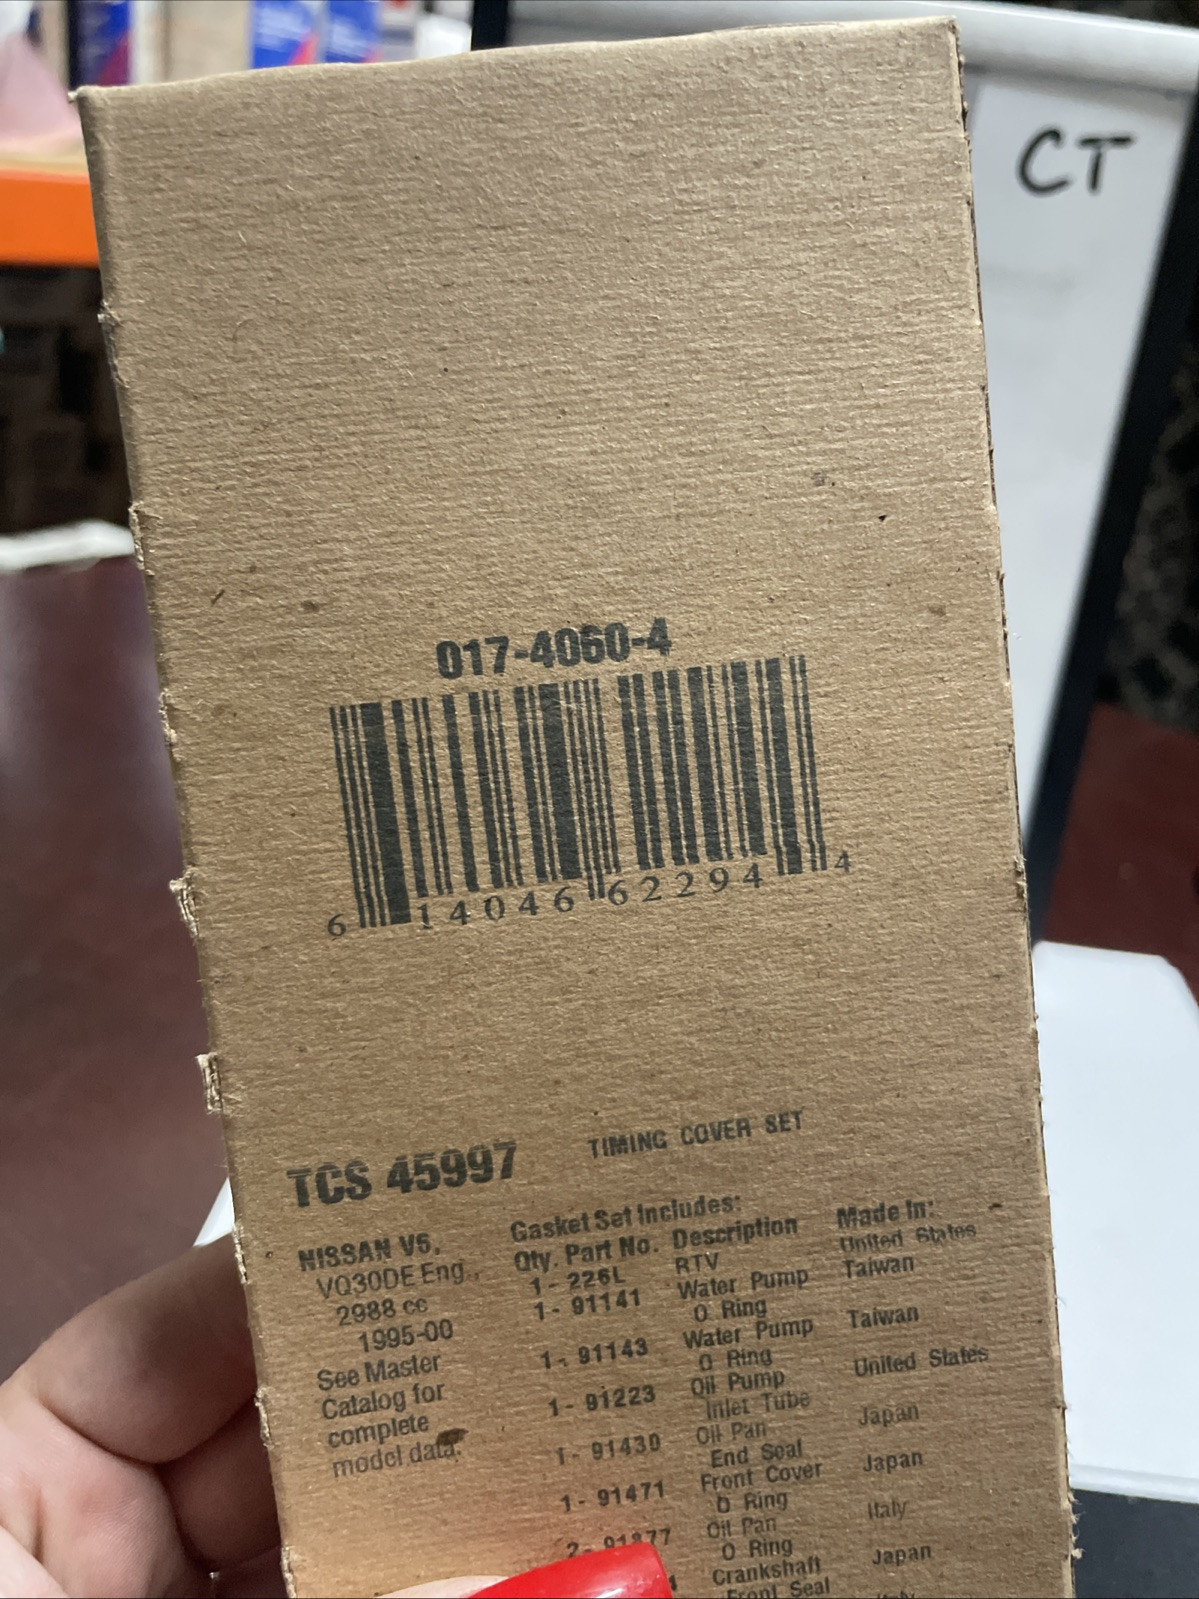 CT
017-4060-4
6 14046 62294 4
TCS 45997 TIMING COVER SET
NISSAN V6,
VQ30DE Eng.,
2988 cc
1995-00
See Master
Catalog for
complete
model data.
Gasket Set Includes: Made In:
Qty. Part No. Description United States
1- 226L RTV Taiwan
1- 91141 Water Pump
O Ring Taiwan
1- 91143 Water Pump
O Ring United States
1- 91223 Oil Pump
Inlet Tube Japan
1- 91430 Oil Pan
End Seal Japan
1- 91471 Front Cover
O Ring Italy
2- Oil Pan
O Ring Japan
Crankshaft
Front Seal Italy